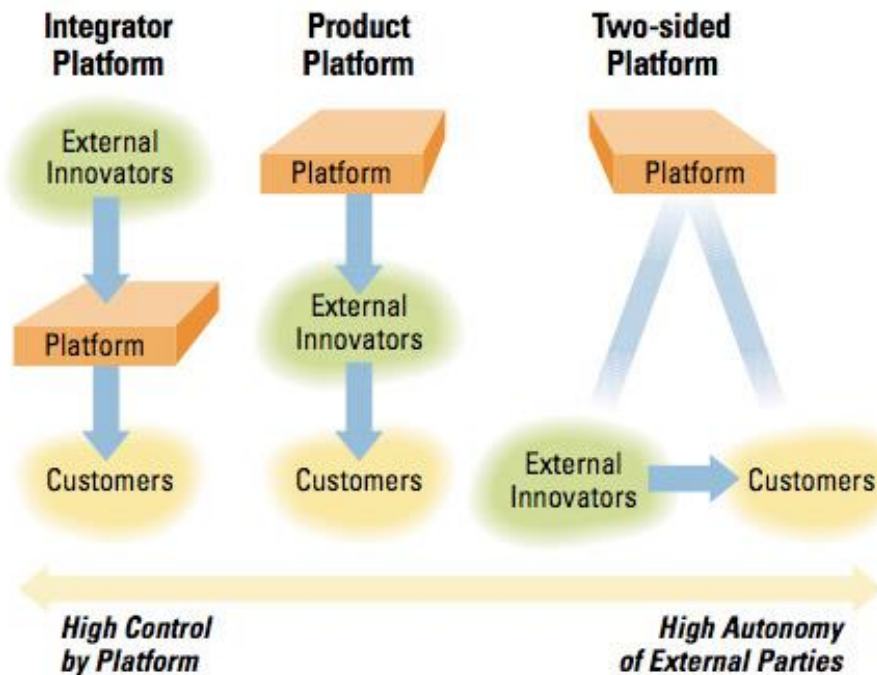 Integrator
Platform
External
Innovators
Platform
Customers
Product
Platform
Platform
External
Innovators
Customers
Two-sided
Platform
Platform
External
Innovators
Customers
High Control
by Platform
High Autonomy
of External Parties